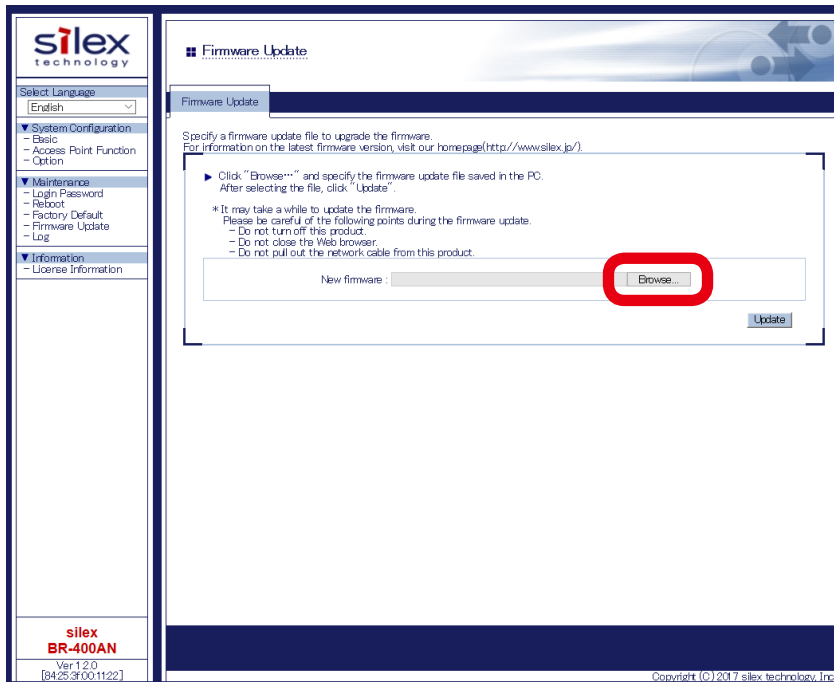 silex
technology
Select Language
English
▼ System Configuration
- Basic
- Access Point Function
- Option
▼ Maintenance
- Login Password
- Reboot
- Factory Default
- Firmware Update
- Log
▼ Information
- License Information
silex
BR-400AN
Ver 1.2.0
[84:25:3f:00:11:22]
Firmware Update
Firmware Update
Specify a firmware update file to upgrade the firmware.
For information on the latest firmware version, visit our homepage(http://www.silex.jp/).
▶ Click "Browse…" and specify the firmware update file saved in the PC.
After selecting the file, click "Update".
*It may take a while to update the firmware.
Please be careful of the following points during the firmware update.
- Do not turn off this product.
- Do not close the Web browser.
- Do not pull out the network cable from this product.
New firmware : Browse...
Update
Copyright (C) 2017 silex technology, Inc